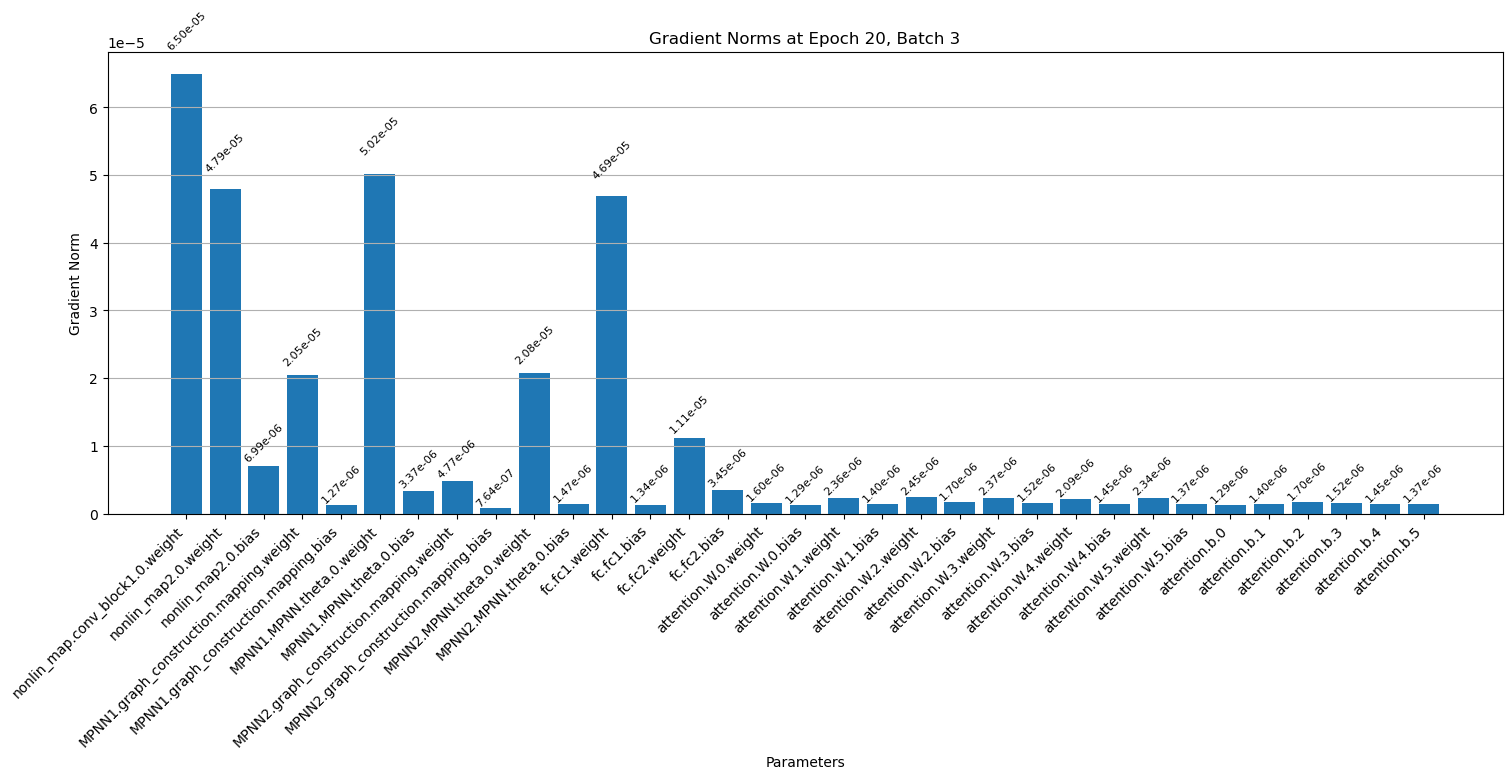 Gradient Norms at Epoch 20, Batch 3
1e−5
Gradient Norm
6
5
4
3
2
1
0
6.50e-05
4.79e-05
6.99e-06
2.05e-05
1.27e-06
5.02e-05
3.37e-06
4.77e-06
7.64e-07
2.08e-05
1.47e-06
4.69e-05
1.34e-06
1.11e-05
3.45e-06
1.60e-06
1.29e-06
2.36e-06
1.40e-06
2.45e-06
1.70e-06
2.37e-06
1.52e-06
2.09e-06
1.45e-06
2.34e-06
1.37e-06
1.29e-06
1.40e-06
1.70e-06
1.52e-06
1.45e-06
1.37e-06
nonlin_map.conv_block1.0.weight
nonlin_map2.0.weight
nonlin_map2.0.bias
MPNN1.graph_construction.mapping.weight
MPNN1.graph_construction.mapping.bias
MPNN1.MPNN.theta.0.weight
MPNN1.MPNN.theta.0.bias
MPNN2.graph_construction.mapping.weight
MPNN2.graph_construction.mapping.bias
MPNN2.MPNN.theta.0.weight
MPNN2.MPNN.theta.0.bias
fc.fc1.weight
fc.fc1.bias
fc.fc2.weight
fc.fc2.bias
attention.W.0.weight
attention.W.0.bias
attention.W.1.weight
attention.W.1.bias
attention.W.2.weight
attention.W.2.bias
attention.W.3.weight
attention.W.3.bias
attention.W.4.weight
attention.W.4.bias
attention.W.5.weight
attention.W.5.bias
attention.b.0
attention.b.1
attention.b.2
attention.b.3
attention.b.4
attention.b.5
Parameters